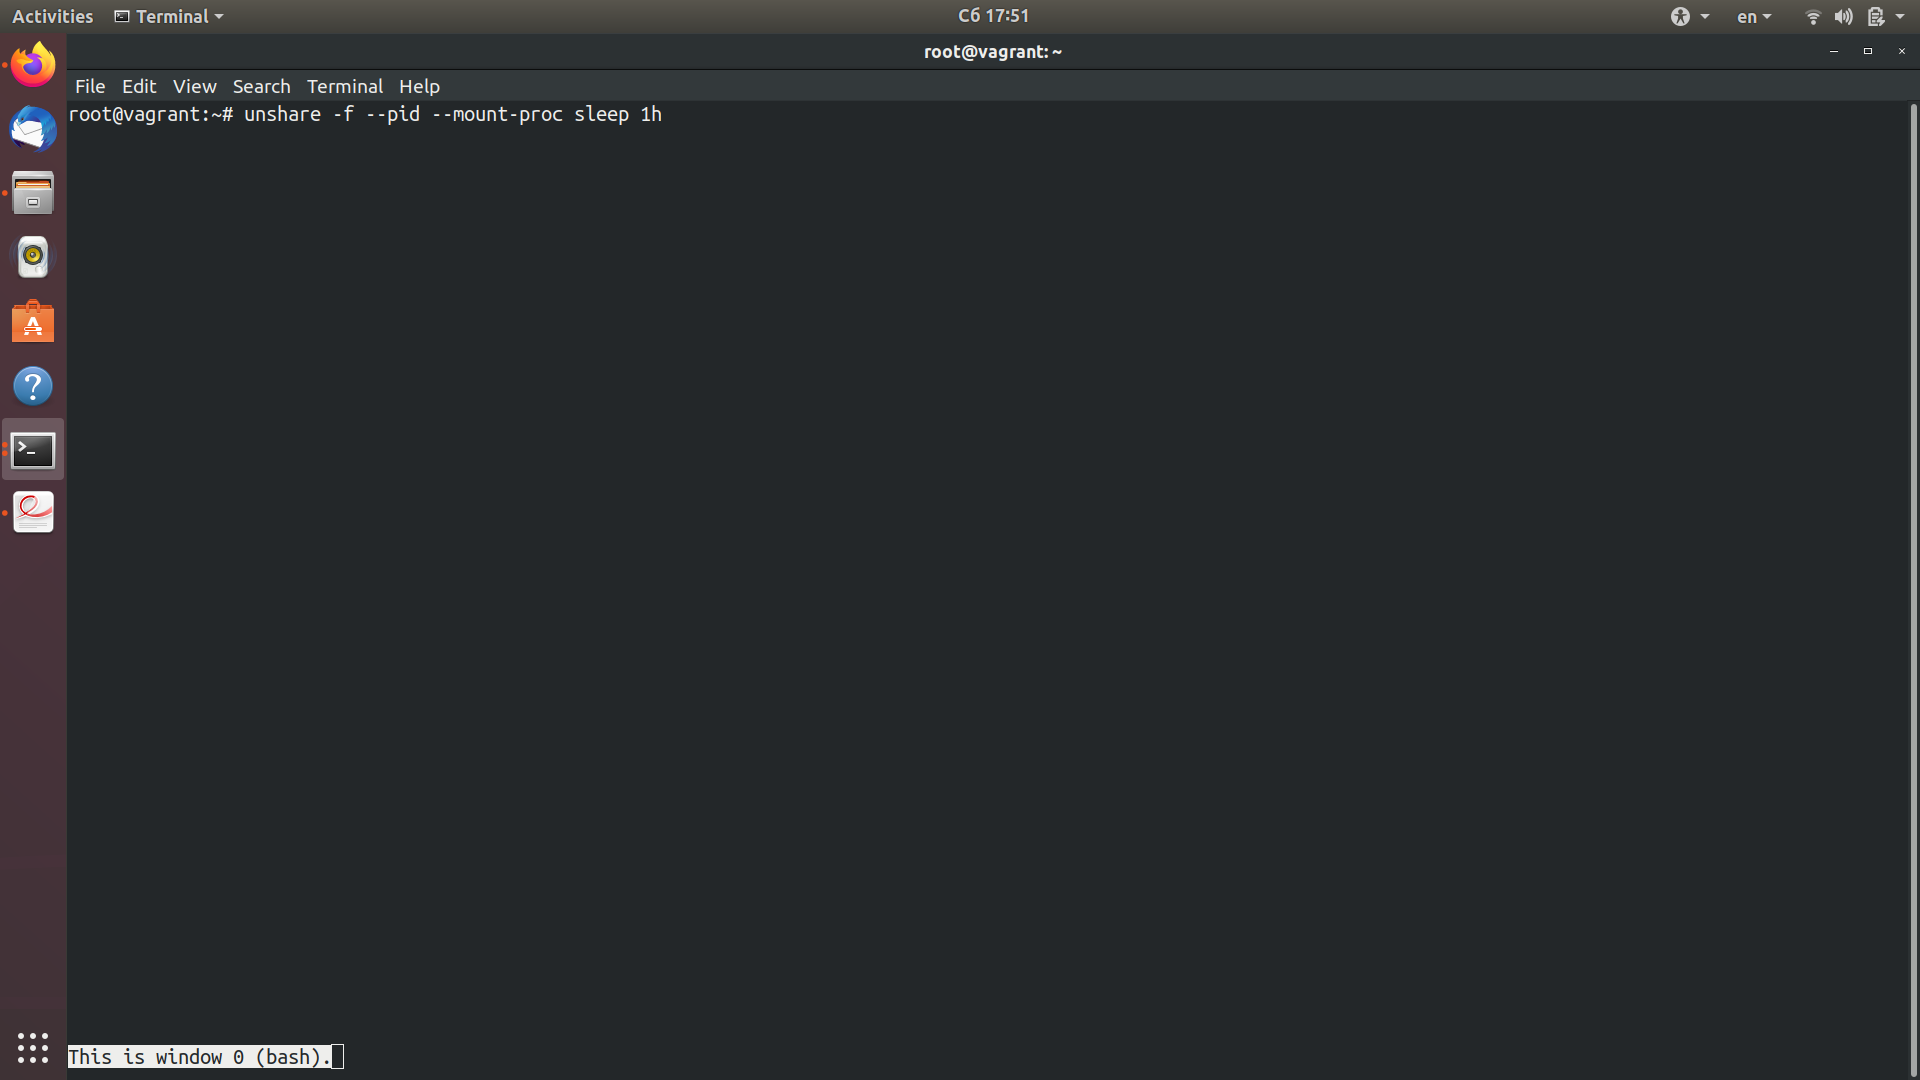 Activities Terminal Сб 17:51 en
root@vagrant: ~
File Edit View Search Terminal Help
root@vagrant:~# unshare -f --pid --mount-proc sleep 1h
This is window 0 (bash).